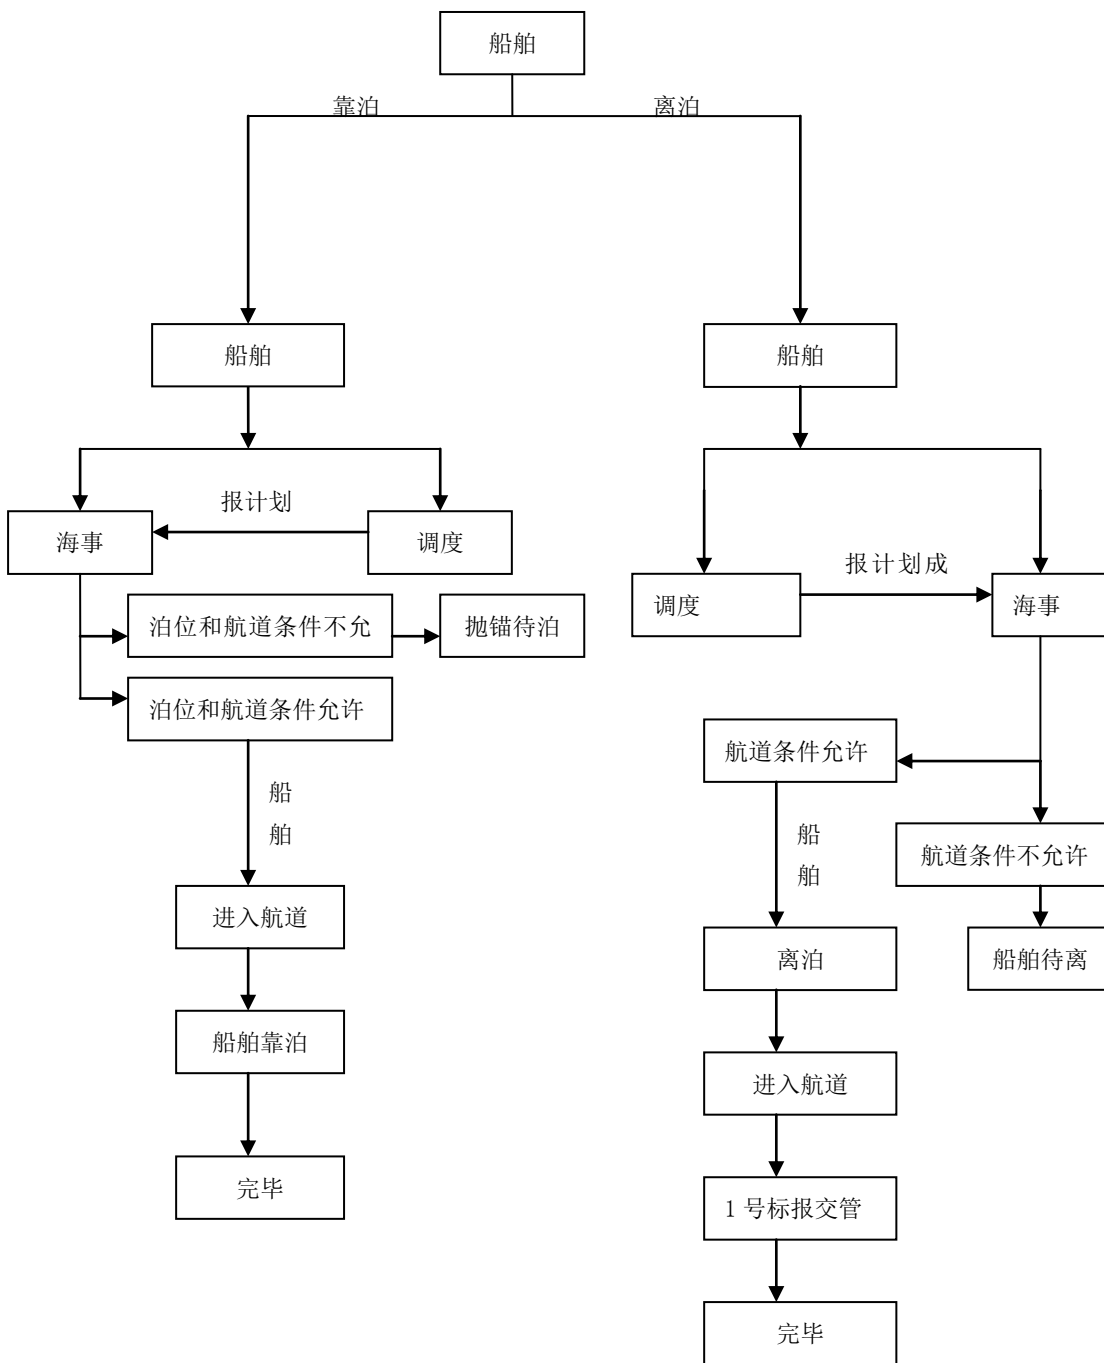 船舶
靠泊
离泊
船舶
船舶
报计划
海事
调度
报计划成
调度
海事
泊位和航道条件不允
抛锚待泊
泊位和航道条件允许
航道条件允许
船
舶
船
舶
航道条件不允许
进入航道
离泊
船舶待离
船舶靠泊
进入航道
完毕
1 号标报交管
完毕